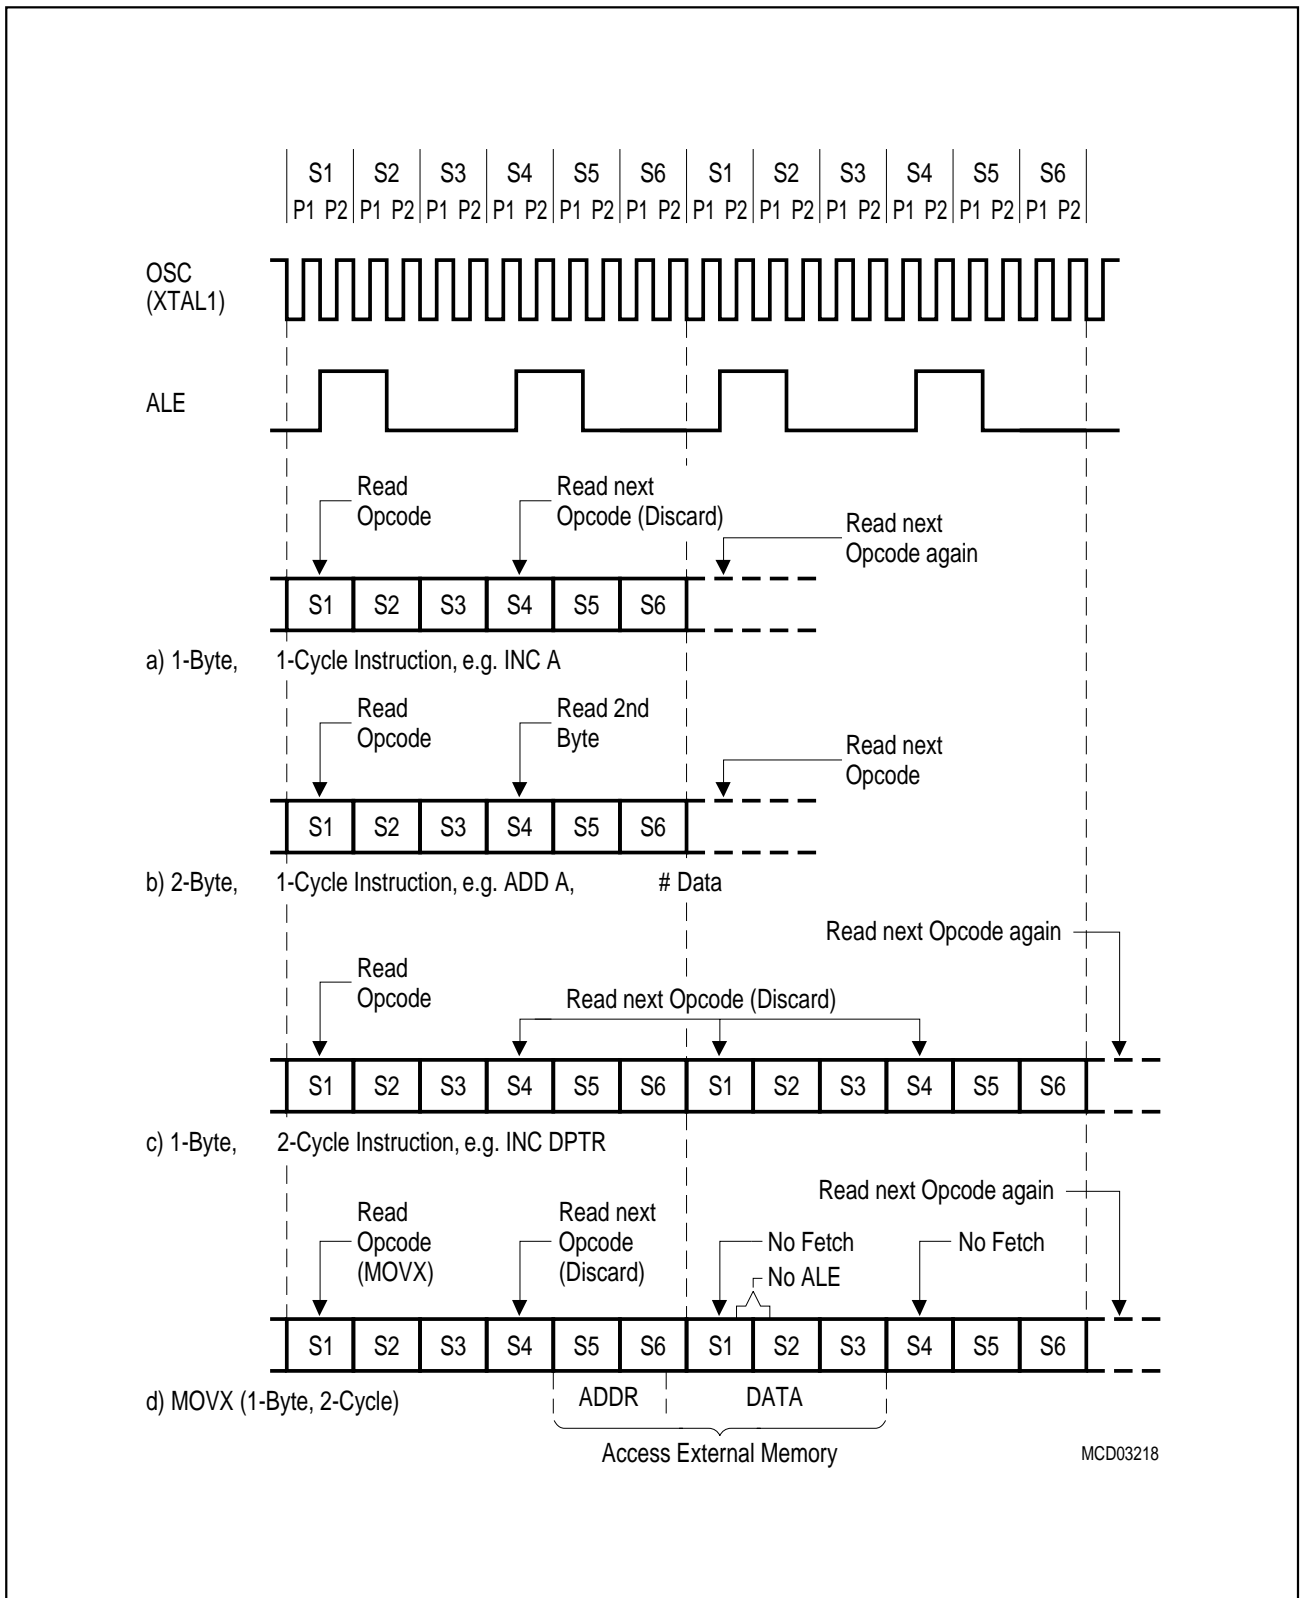 S1 S2 S3 S4 S5 S6 S1 S2 S3 S4 S5 S6
P1 P2 P1 P2 P1 P2 P1 P2 P1 P2 P1 P2 P1 P2 P1 P2 P1 P2 P1 P2 P1 P2 P1 P2
OSC
(XTAL1)
ALE
Read
Opcode
Read next
Opcode (Discard)
Read next
Opcode again
S1 S2 S3 S4 S5 S6
a) 1-Byte, 1-Cycle Instruction, e.g. INC A
Read
Opcode
Read 2nd
Byte
Read next
Opcode
S1 S2 S3 S4 S5 S6
b) 2-Byte, 1-Cycle Instruction, e.g. ADD A, # Data
Read next Opcode again
Read
Opcode
Read next Opcode (Discard)
S1 S2 S3 S4 S5 S6 S1 S2 S3 S4 S5 S6
c) 1-Byte, 2-Cycle Instruction, e.g. INC DPTR
Read next Opcode again
Read
Opcode
(MOVX)
Read next
Opcode
(Discard)
No Fetch
No ALE
No Fetch
S1 S2 S3 S4 S5 S6 S1 S2 S3 S4 S5 S6
d) MOVX (1-Byte, 2-Cycle)
ADDR DATA
Access External Memory
MCD03218